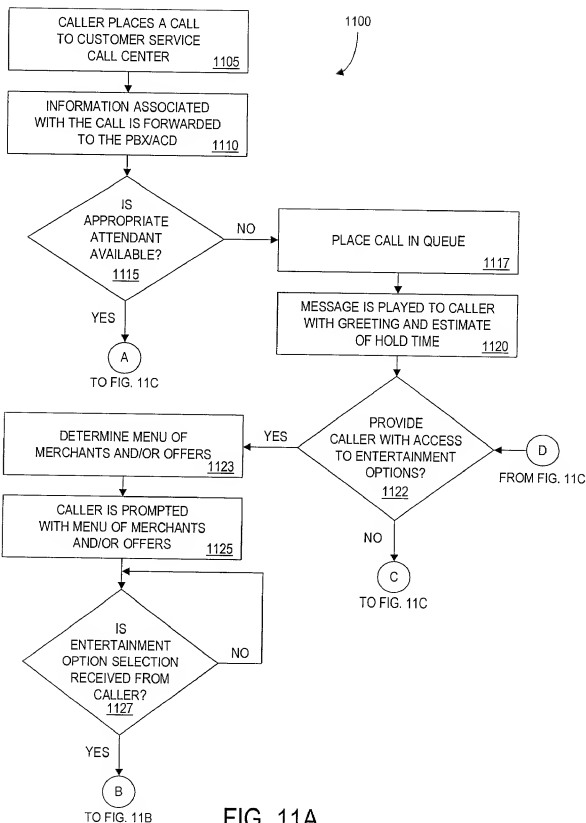 CALLER PLACES A CALL
TO CUSTOMER SERVICE
CALL CENTER
1105
1100
INFORMATION ASSOCIATED
WITH THE CALL IS FORWARDED
TO THE PBX/ACD
1110
IS
APPROPRIATE
ATTENDANT
AVAILABLE?
1115
NO
YES
A
TO FIG. 11C
PLACE CALL IN QUEUE
1117
MESSAGE IS PLAYED TO CALLER
WITH GREETING AND ESTIMATE
OF HOLD TIME
1120
PROVIDE
CALLER WITH ACCESS
TO ENTERTAINMENT
OPTIONS?
1122
D
FROM FIG. 11C
YES
NO
C
TO FIG. 11C
DETERMINE MENU OF
MERCHANTS AND/OR OFFERS
1123
CALLER IS PROMPTED
WITH MENU OF MERCHANTS
AND/OR OFFERS
1125
IS
ENTERTAINMENT
OPTION SELECTION
RECEIVED FROM
CALLER?
1127
NO
YES
B
TO FIG. 11B
FIG. 11A